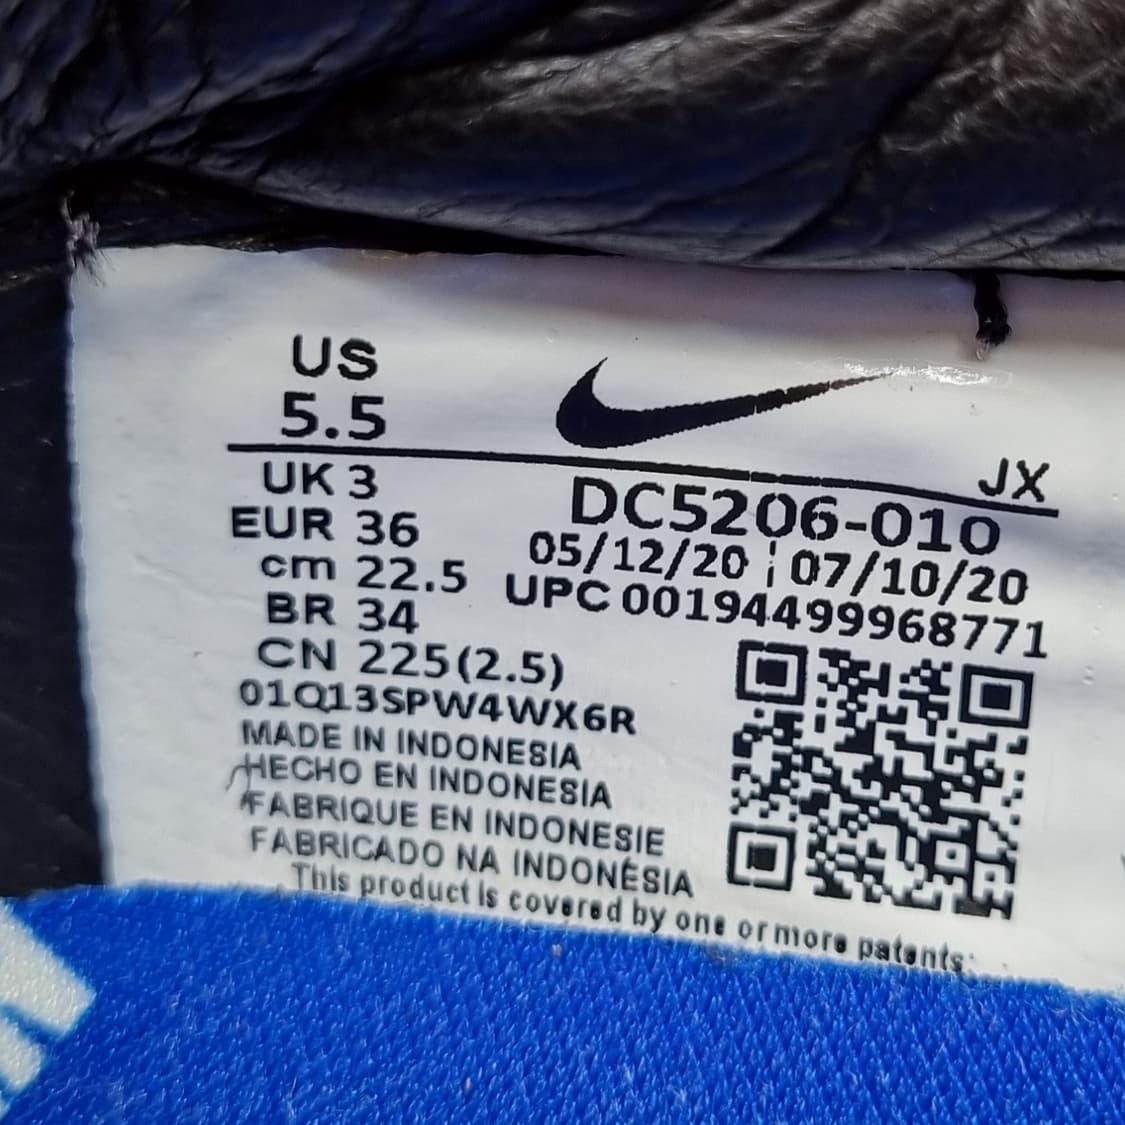 US
5.5
JX
UK 3
EUR 36
cm 22.5
BR 34
CN 225(2.5)
DC5206-010
05/12/20 ¦ 07/10/20
UPC 00194499968771
01Q13SPW4WX6R
MADE IN INDONESIA
HECHO EN INDONESIA
FABRIQUE EN INDONESIE
FABRICADO NA INDONÉSIA
This product is covered by one or more patents.